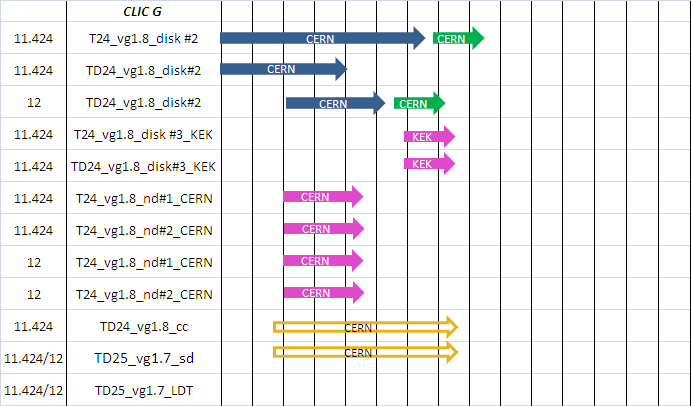 CLIC G
11.424 T24_vg1.8_disk #2 CERN CERN
11.424 TD24_vg1.8_disk#2 CERN
12 TD24_vg1.8_disk#2 CERN CERN
11.424 T24_vg1.8_disk #3_KEK KEK
11.424 TD24_vg1.8_disk#3_KEK KEK
11.424 T24_vg1.8_nd#1_CERN CERN
11.424 T24_vg1.8_nd#2_CERN CERN
12 T24_vg1.8_nd#1_CERN CERN
12 T24_vg1.8_nd#2_CERN CERN
11.424 TD24_vg1.8_cc CERN
11.424/12 TD25_vg1.7_sd CERN
11.424/12 TD25_vg1.7_LDT